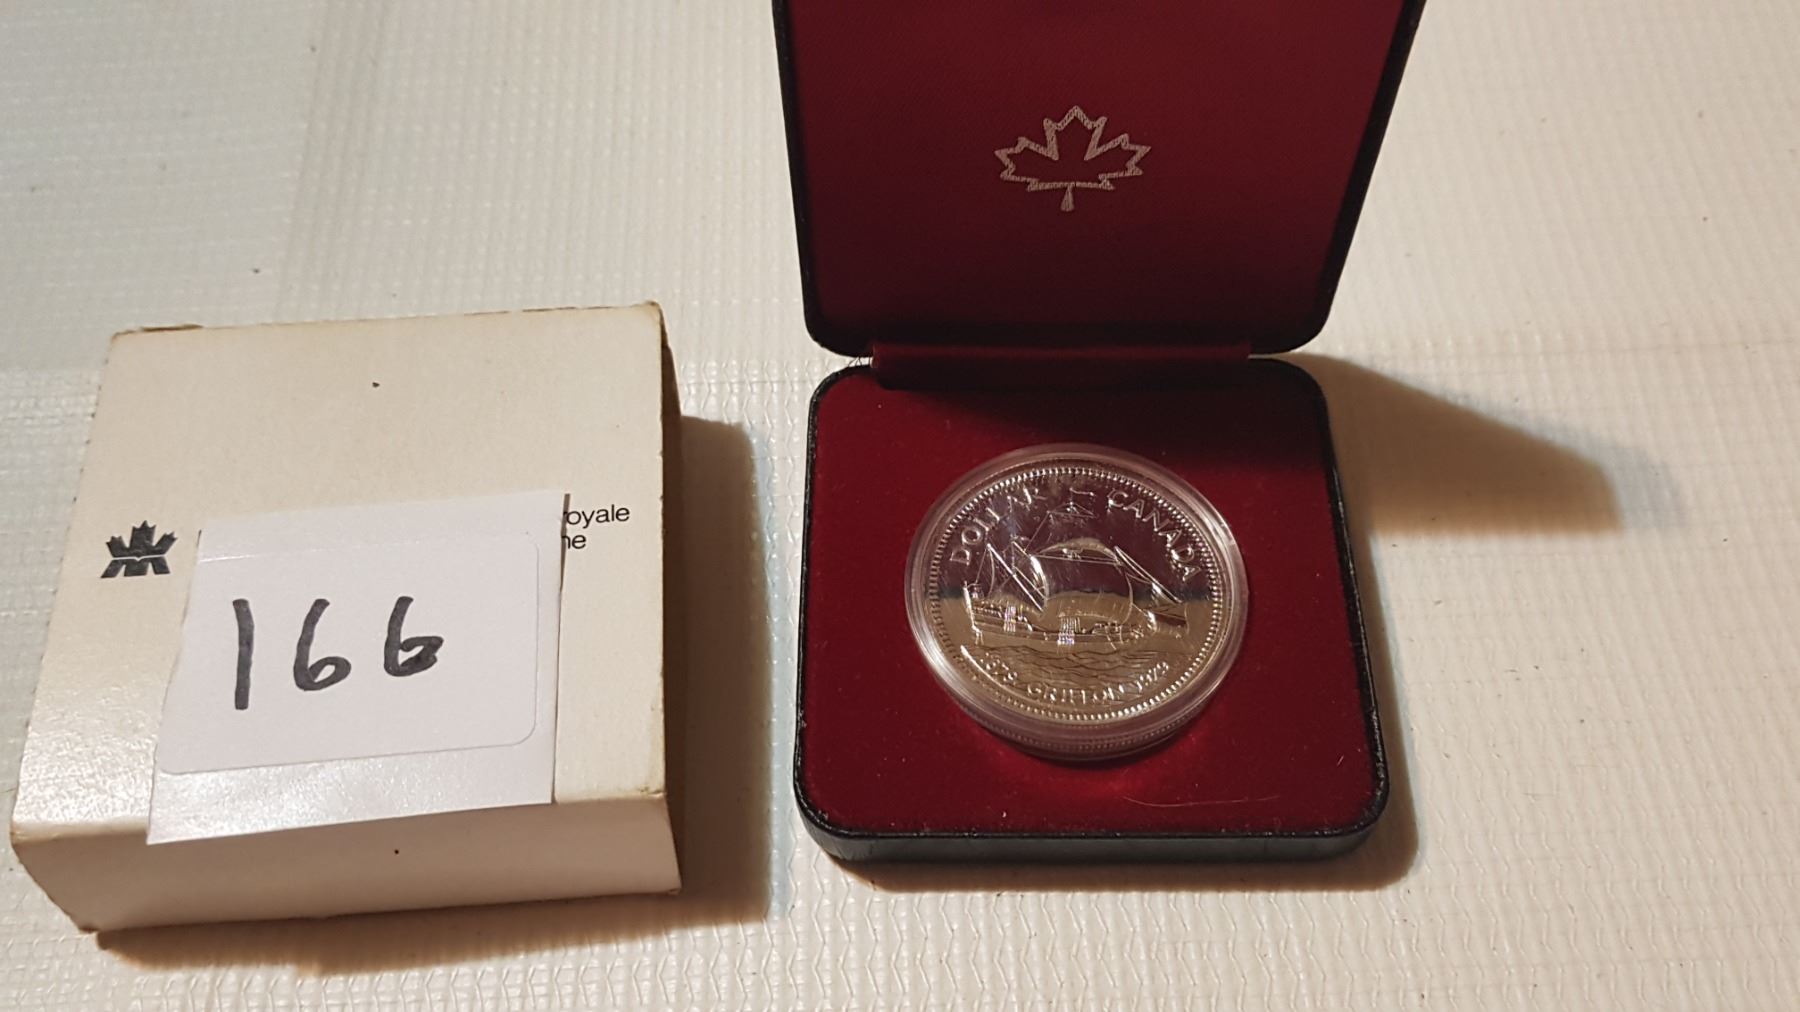 royale
ne
166
DOLLAR - CANADA
1679 GRIFFON 1979